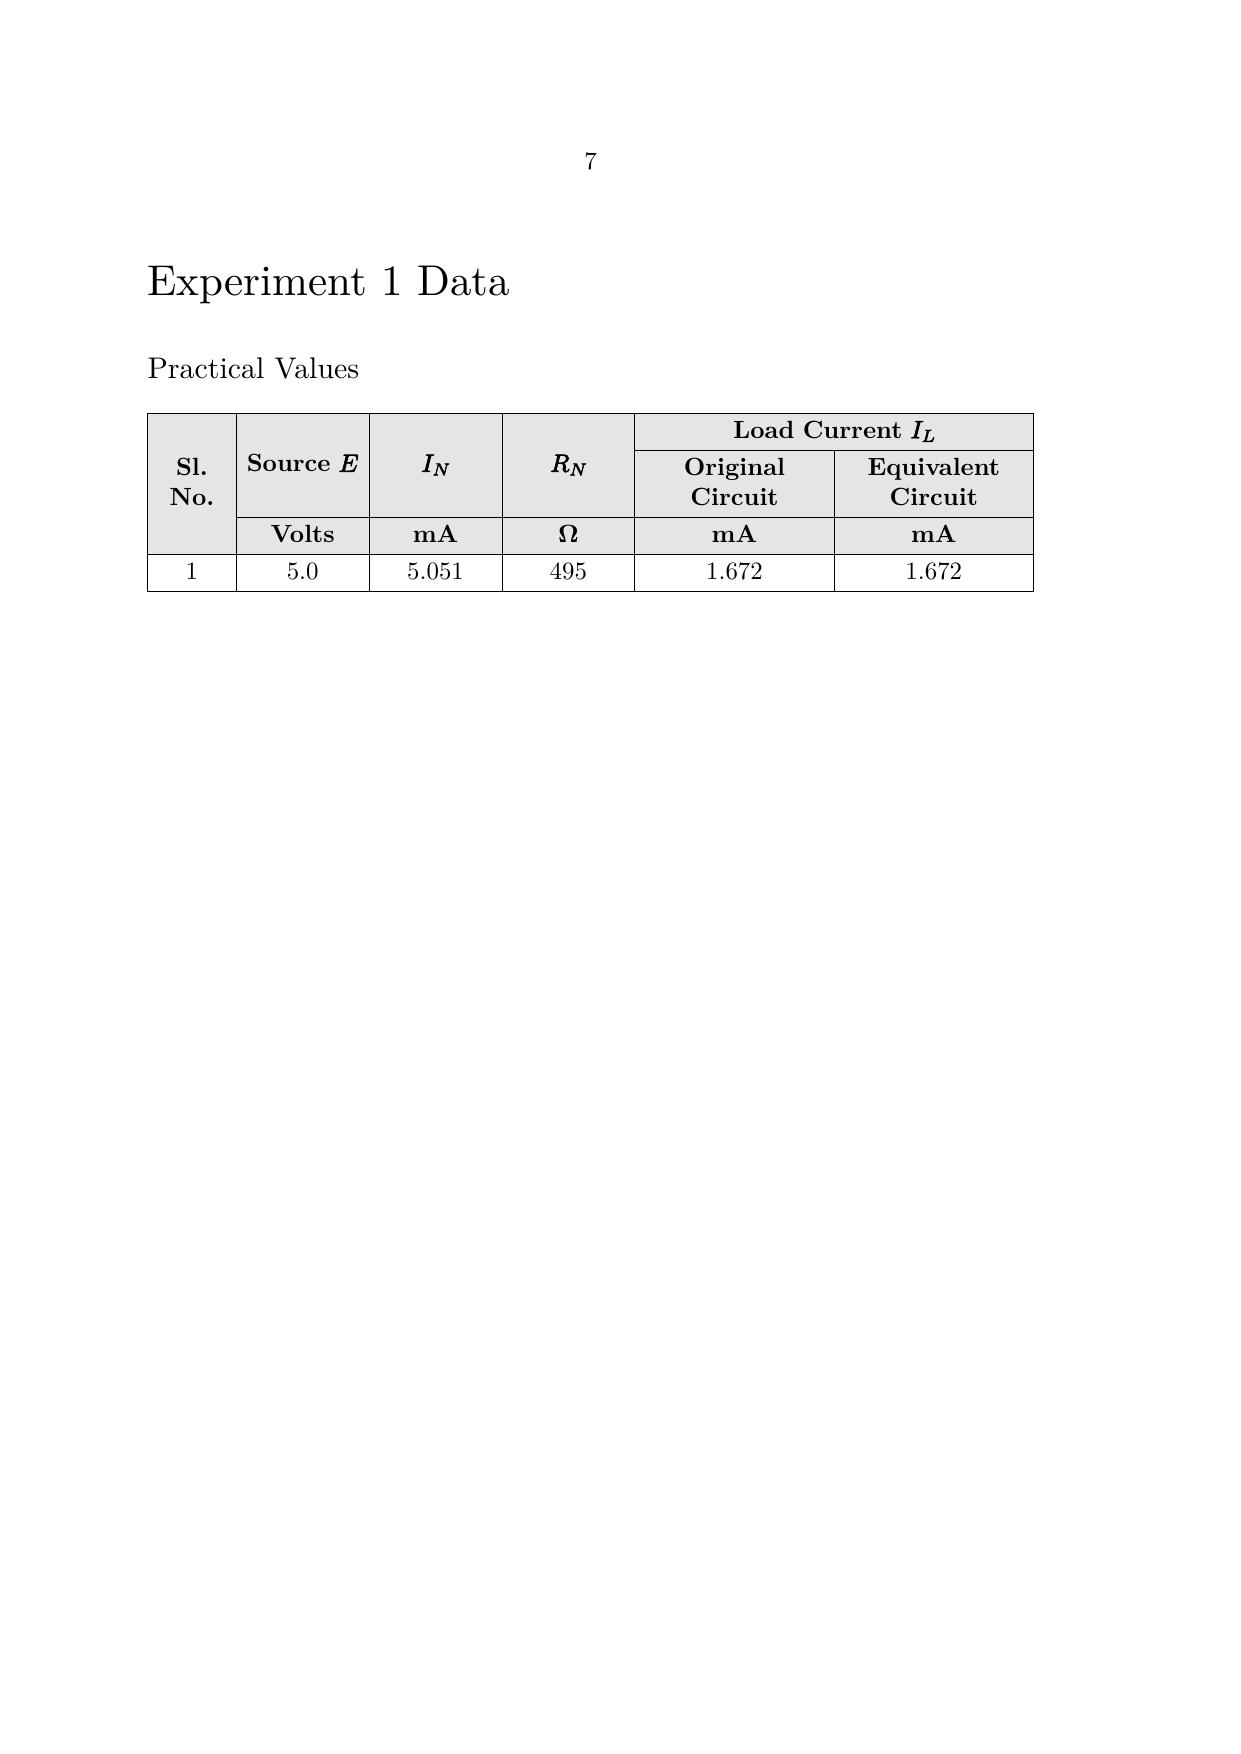 7
Experiment 1 Data
Practical Values
Sl. No. Source E I_N R_N Load Current I_L
Original Circuit Equivalent Circuit
Volts mA Ω mA mA
1 5.0 5.051 495 1.672 1.672